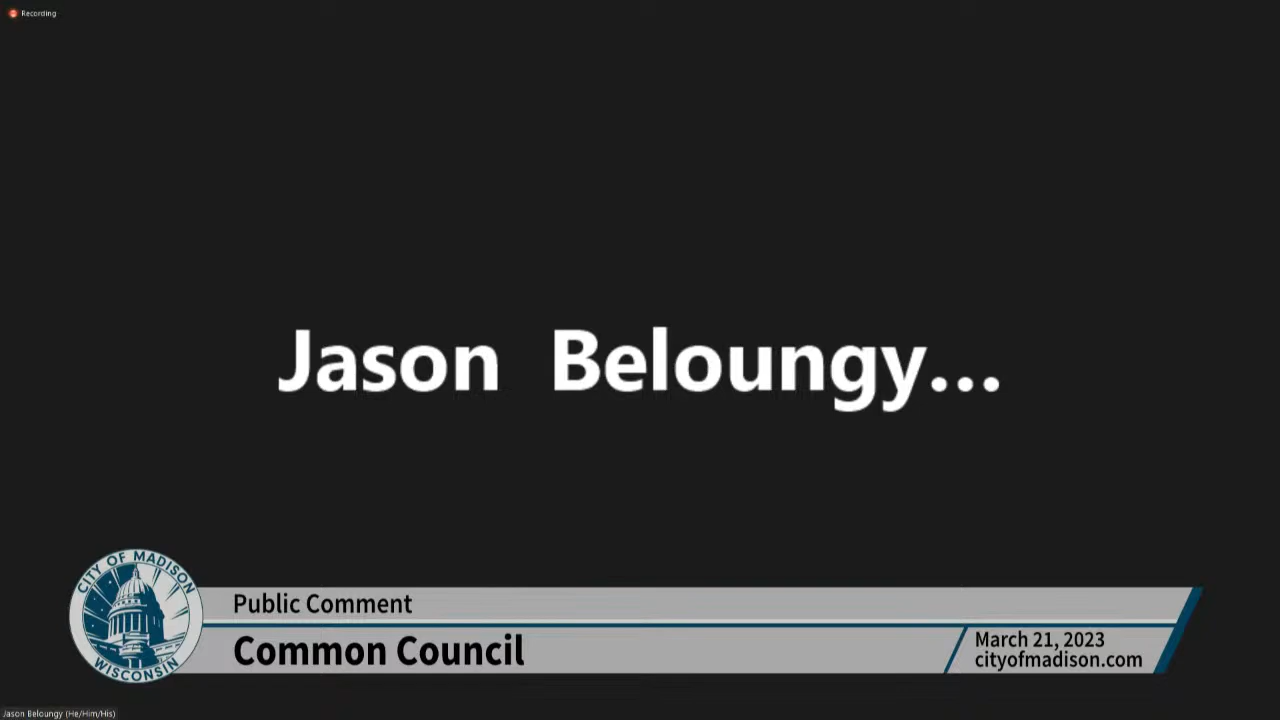 Recording
Jason Beloungy...
CITY OF MADISON
WISCONSIN
Public Comment
Common Council
March 21, 2023
cityofmadison.com
Jason Beloungy (He/Him/His)